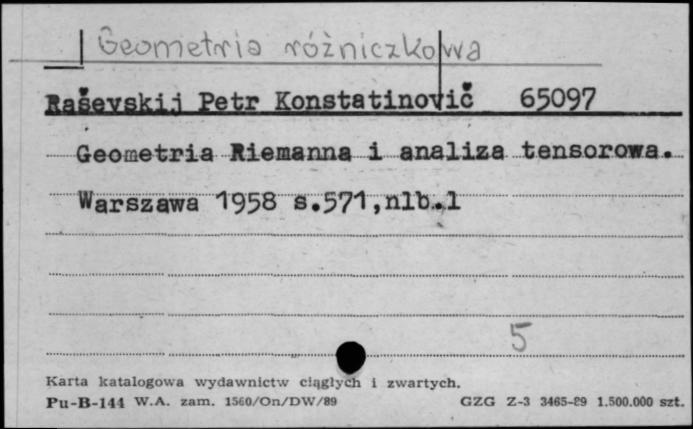 Geometria różniczkowa
Raševskij Petr Konstatinovič 65097
Geometria Riemanna i analiza tensorowa.
Warszawa 1958 s.571,nlb.1
5
Karta katalogowa wydawnictw ciągłych i zwartych.
Pu-B-144 W.A. zam. 1560/On/DW/89 GZG Z-3 3465-89 1.500.000 szt.